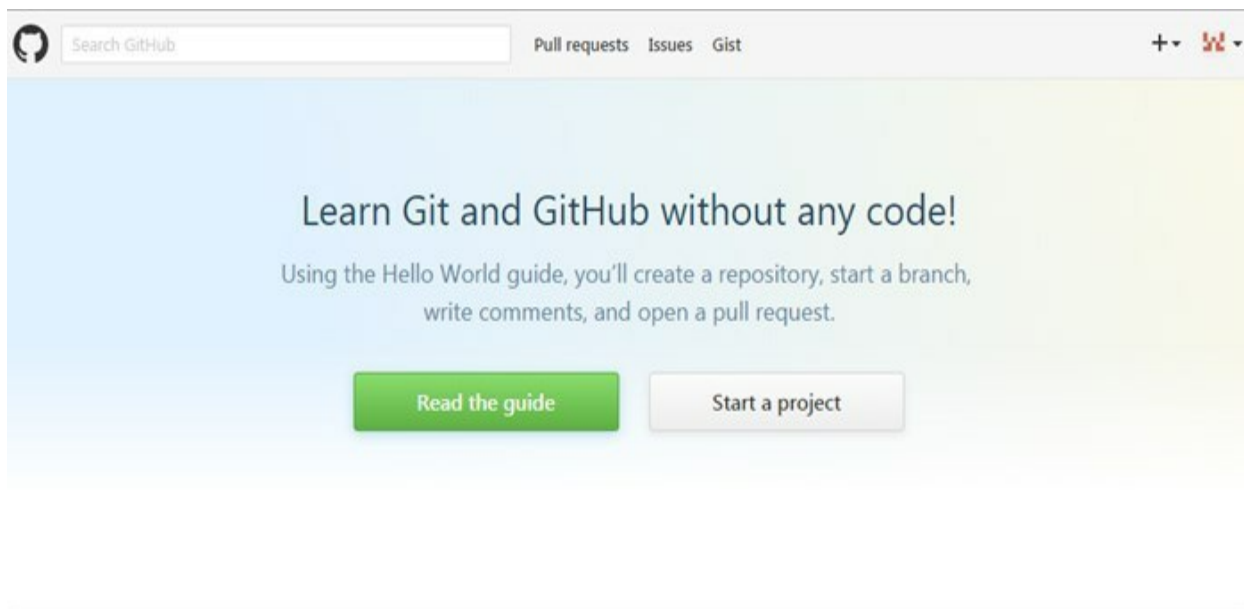 Search GitHub
Pull requests Issues Gist
Learn Git and GitHub without any code!
Using the Hello World guide, you'll create a repository, start a branch,
write comments, and open a pull request.
Read the guide
Start a project